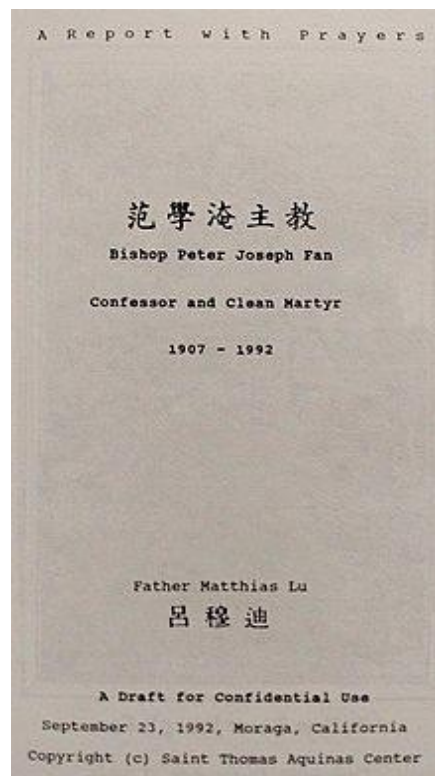 A Report with Prayers
范學淹主教
Bishop Peter Joseph Fan
Confessor and Clean Martyr
1907 - 1992
Father Matthias Lu
呂穆迪
A Draft for Confidential Use
September 23, 1992, Moraga, California
Copyright (c) Saint Thomas Aquinas Center